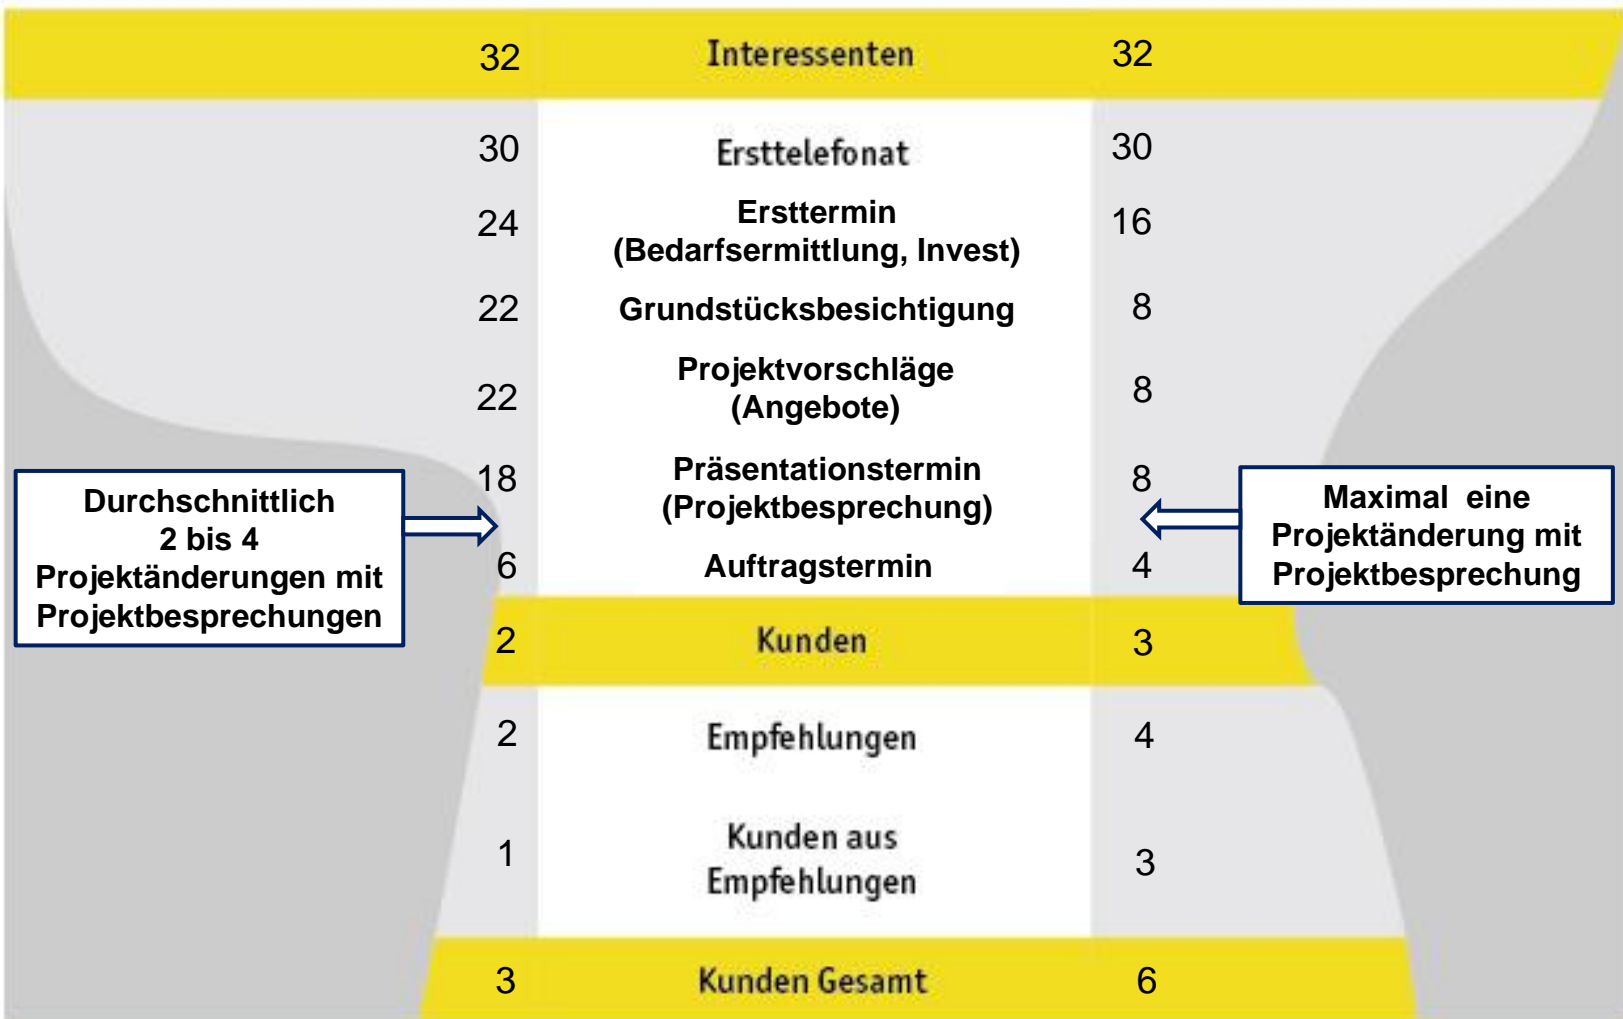 32 Interessenten 32
30 Ersttelefonat 30
24 Ersttermin 16
(Bedarfsermittlung, Invest)
22 Grundstücksbesichtigung 8
Projektvorschläge
22 (Angebote) 8
18 Präsentationstermin 8
(Projektbesprechung)
Durchschnittlich
2 bis 4
Projektänderungen mit
Projektbesprechungen
Maximal eine
Projektänderung mit
Projektbesprechung
6 Auftragstermin 4
2 Kunden 3
2 Empfehlungen 4
1 Kunden aus 3
Empfehlungen
3 Kunden Gesamt 6